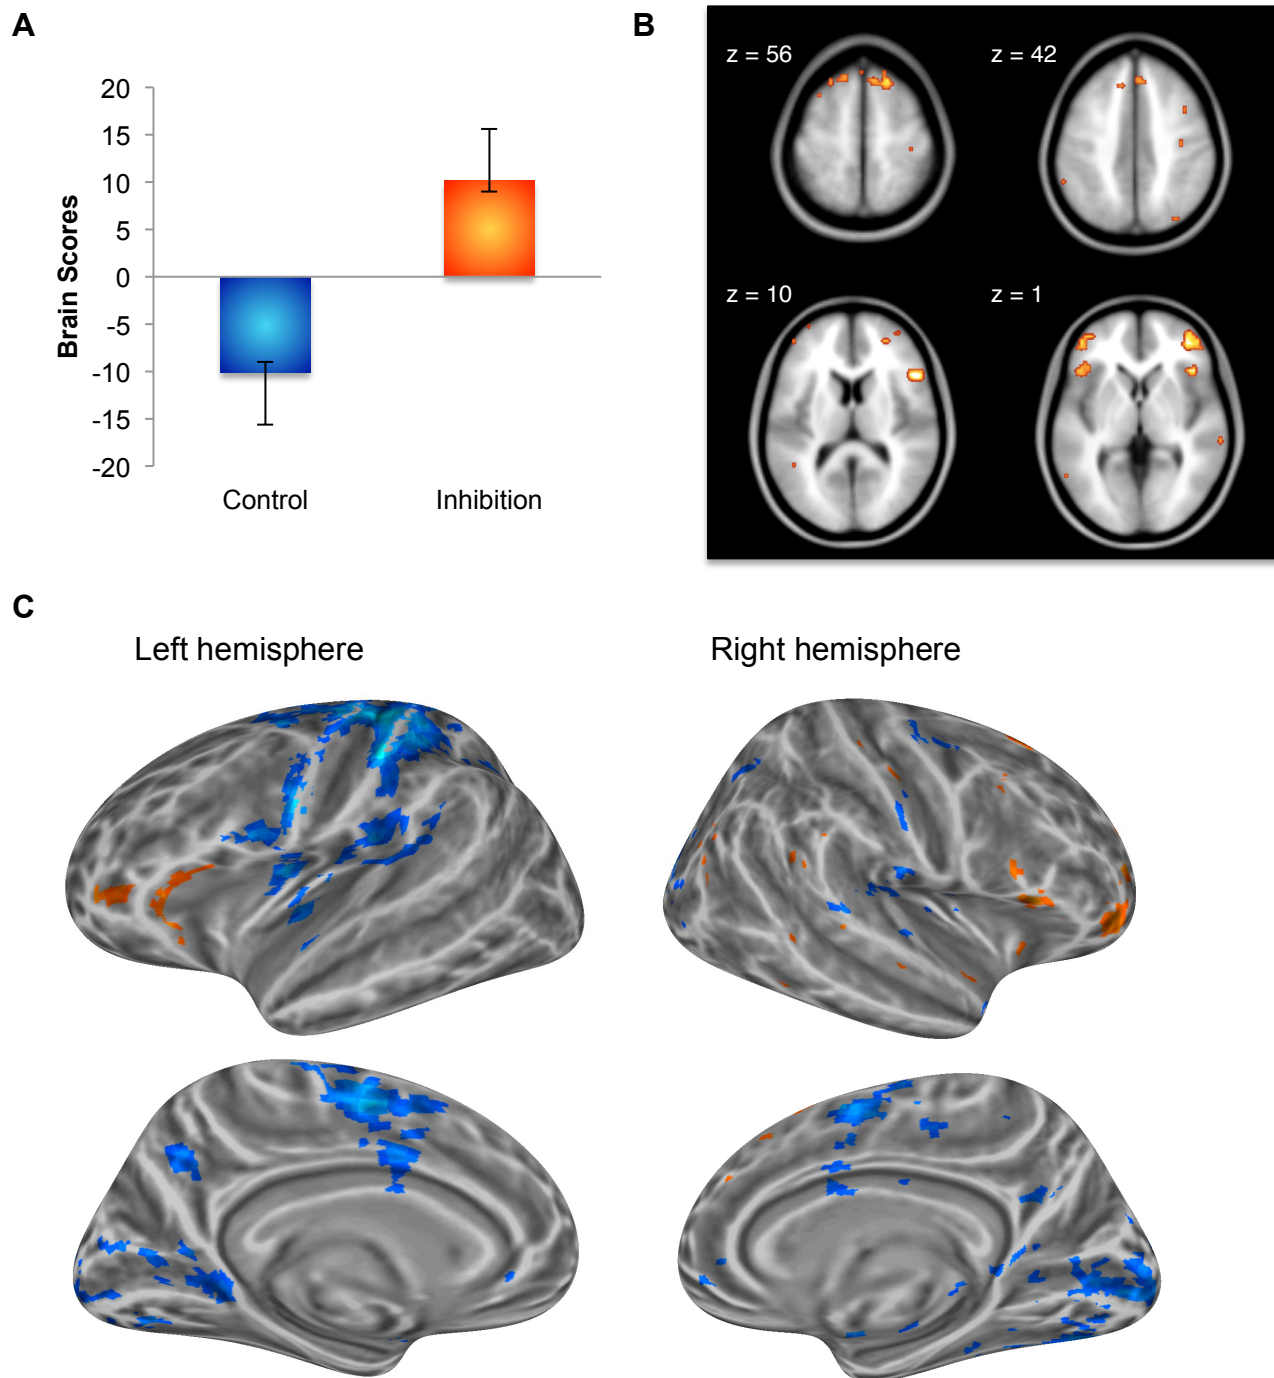 A
B
20
15
10
5
0
-5
-10
-15
-20
Brain Scores
Control
Inhibition
z = 56
z = 42
z = 10
z = 1
C
Left hemisphere
Right hemisphere